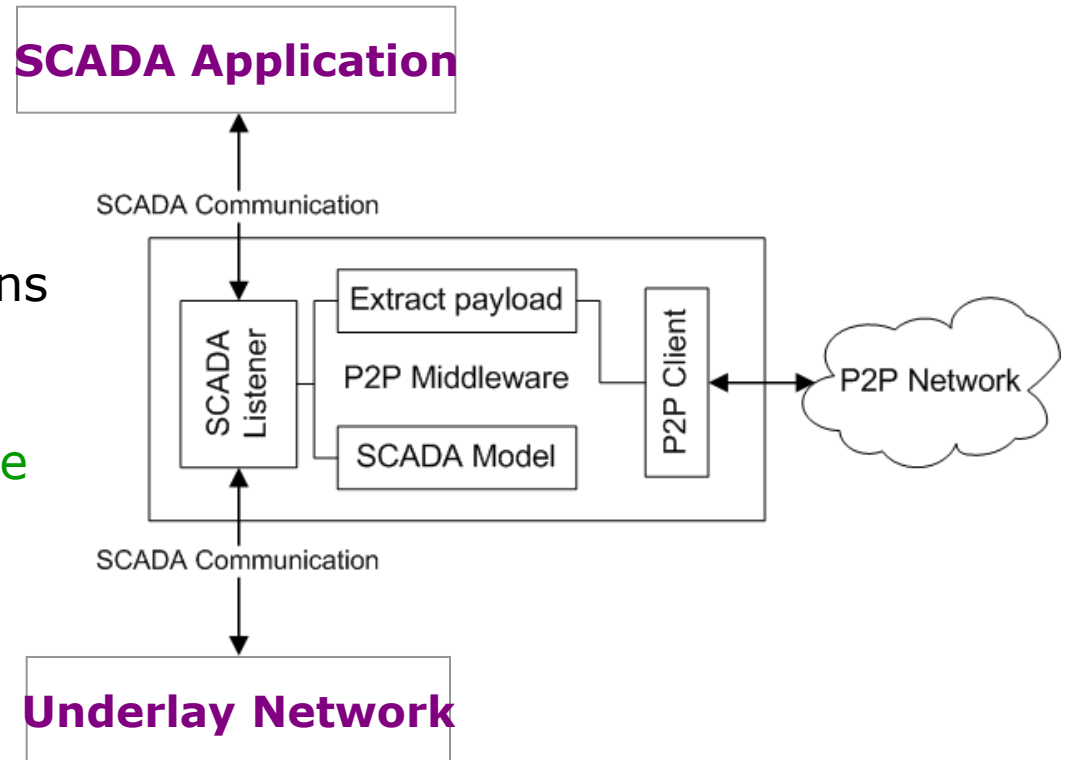 SCADA Application
SCADA Communication
ns
Extract payload
SCADA
Listener
P2P Middleware
P2P Client
P2P Network
e
SCADA Model
SCADA Communication
Underlay Network